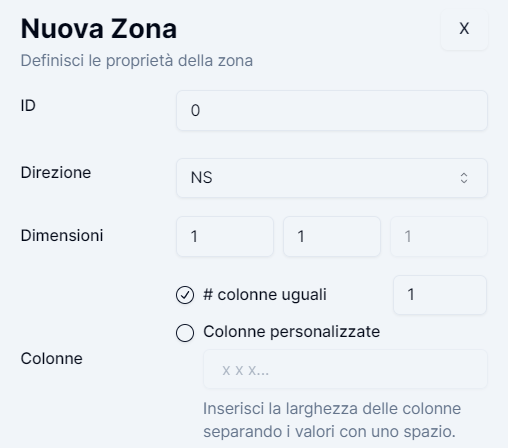 Nuova Zona
X
Definisci le proprietà della zona
ID
0
Direzione
NS
Dimensioni
1 1 1
# colonne uguali 1
Colonne personalizzate
Colonne
x x x...
Inserisci la larghezza delle colonne
separando i valori con uno spazio.